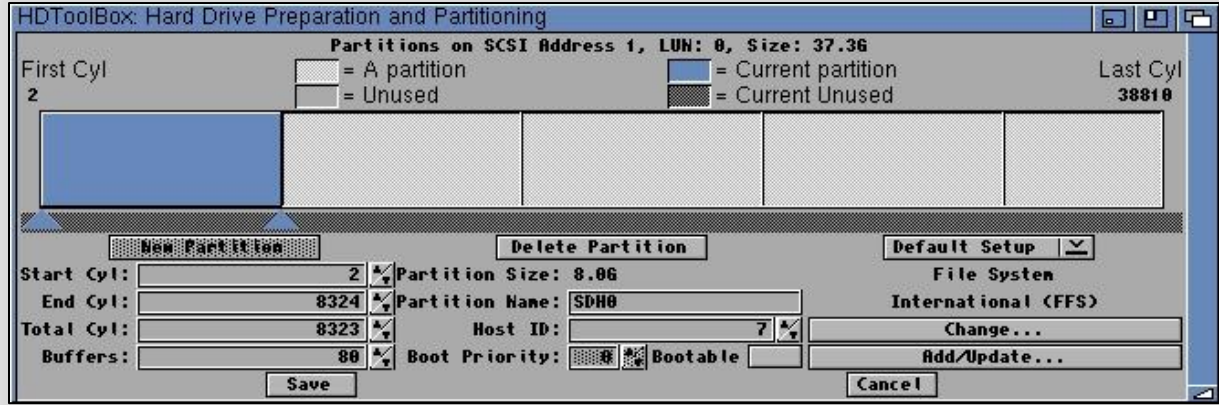 HDToolBox: Hard Drive Preparation and Partitioning
Partitions on SCSI Address 1, LUN: 0, Size: 37.3G
First Cyl = A partition = Current partition Last Cyl
2 = Unused = Current Unused 38810
New Partition Delete Partition Default Setup
Start Cyl: 2 Partition Size: 8.0G File System
End Cyl: 8324 Partition Name: SDH0 International (FFS)
Total Cyl: 8323 Host ID: 7 Change...
Buffers: 80 Boot Priority: 0 Bootable Add/Update...
Save Cancel